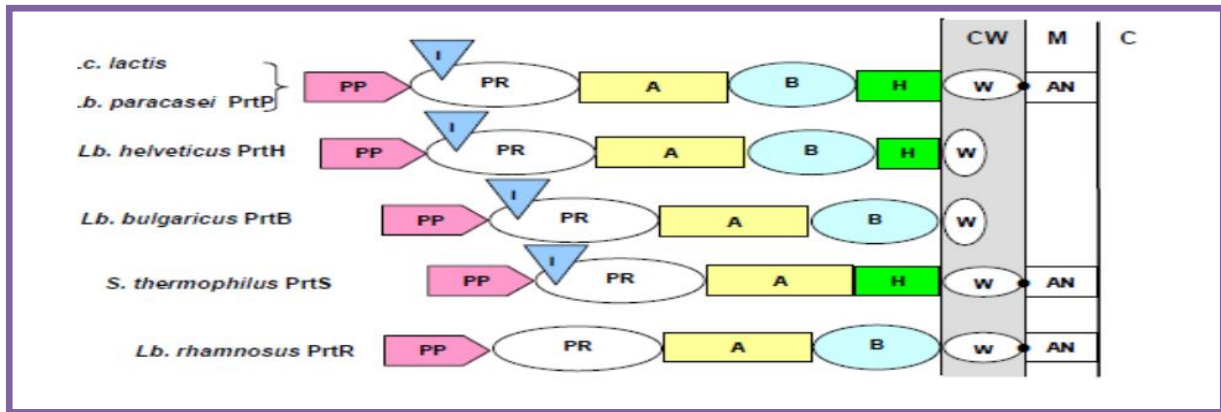 CW M C
.c. lactis
.b. paracasei PrtP
PP I PR A B H W AN
Lb. helveticus PrtH PP I PR A B H W
Lb. bulgaricus PrtB PP I PR A B W
S. thermophilus PrtS PP I PR A H W AN
Lb. rhamnosus PrtR PP PR A B W AN